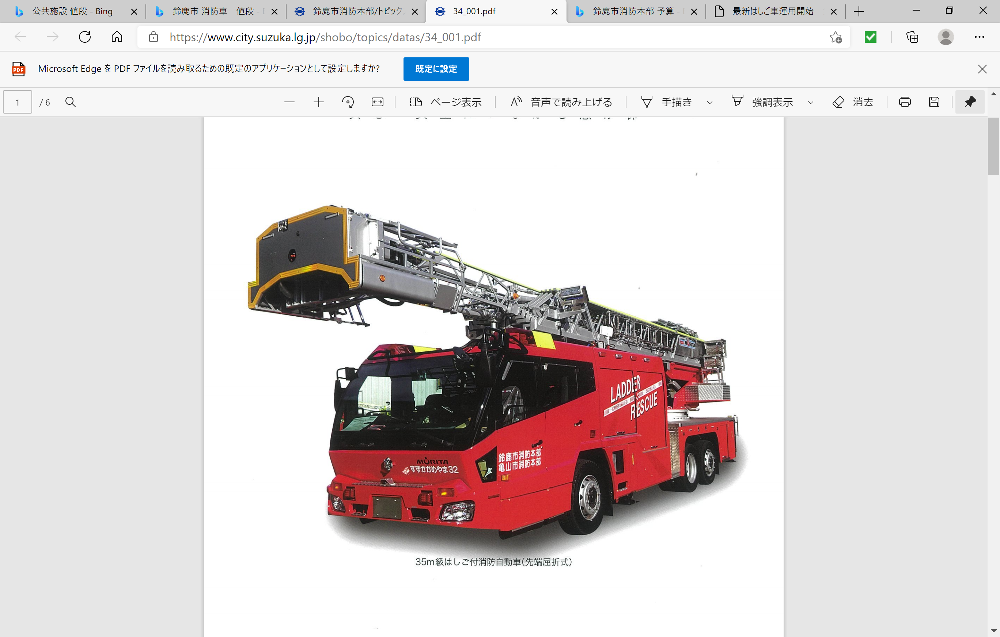 公共施設 値段 - Bing
鈴鹿市 消防車　値段 -
鈴鹿市消防本部/トピック
34_001.pdf
鈴鹿市消防本部 予算 -
最新はしご車運用開始
https://www.city.suzuka.lg.jp/shobo/topics/datas/34_001.pdf
PDF
Microsoft Edge を PDF ファイルを読み取るための既定のアプリケーションとして設定しますか?
既定に設定
1 / 6
ページ表示
音声で読み上げる
手描き
強調表示
消去
MORITA
LADDER
SUZUKA F.D.
KAMEYAMA F.D.
RESCUE
鈴鹿市消防本部
亀山市消防本部
MORITA
すずかかめやま32
35m級はしご付消防自動車(先端屈折式)